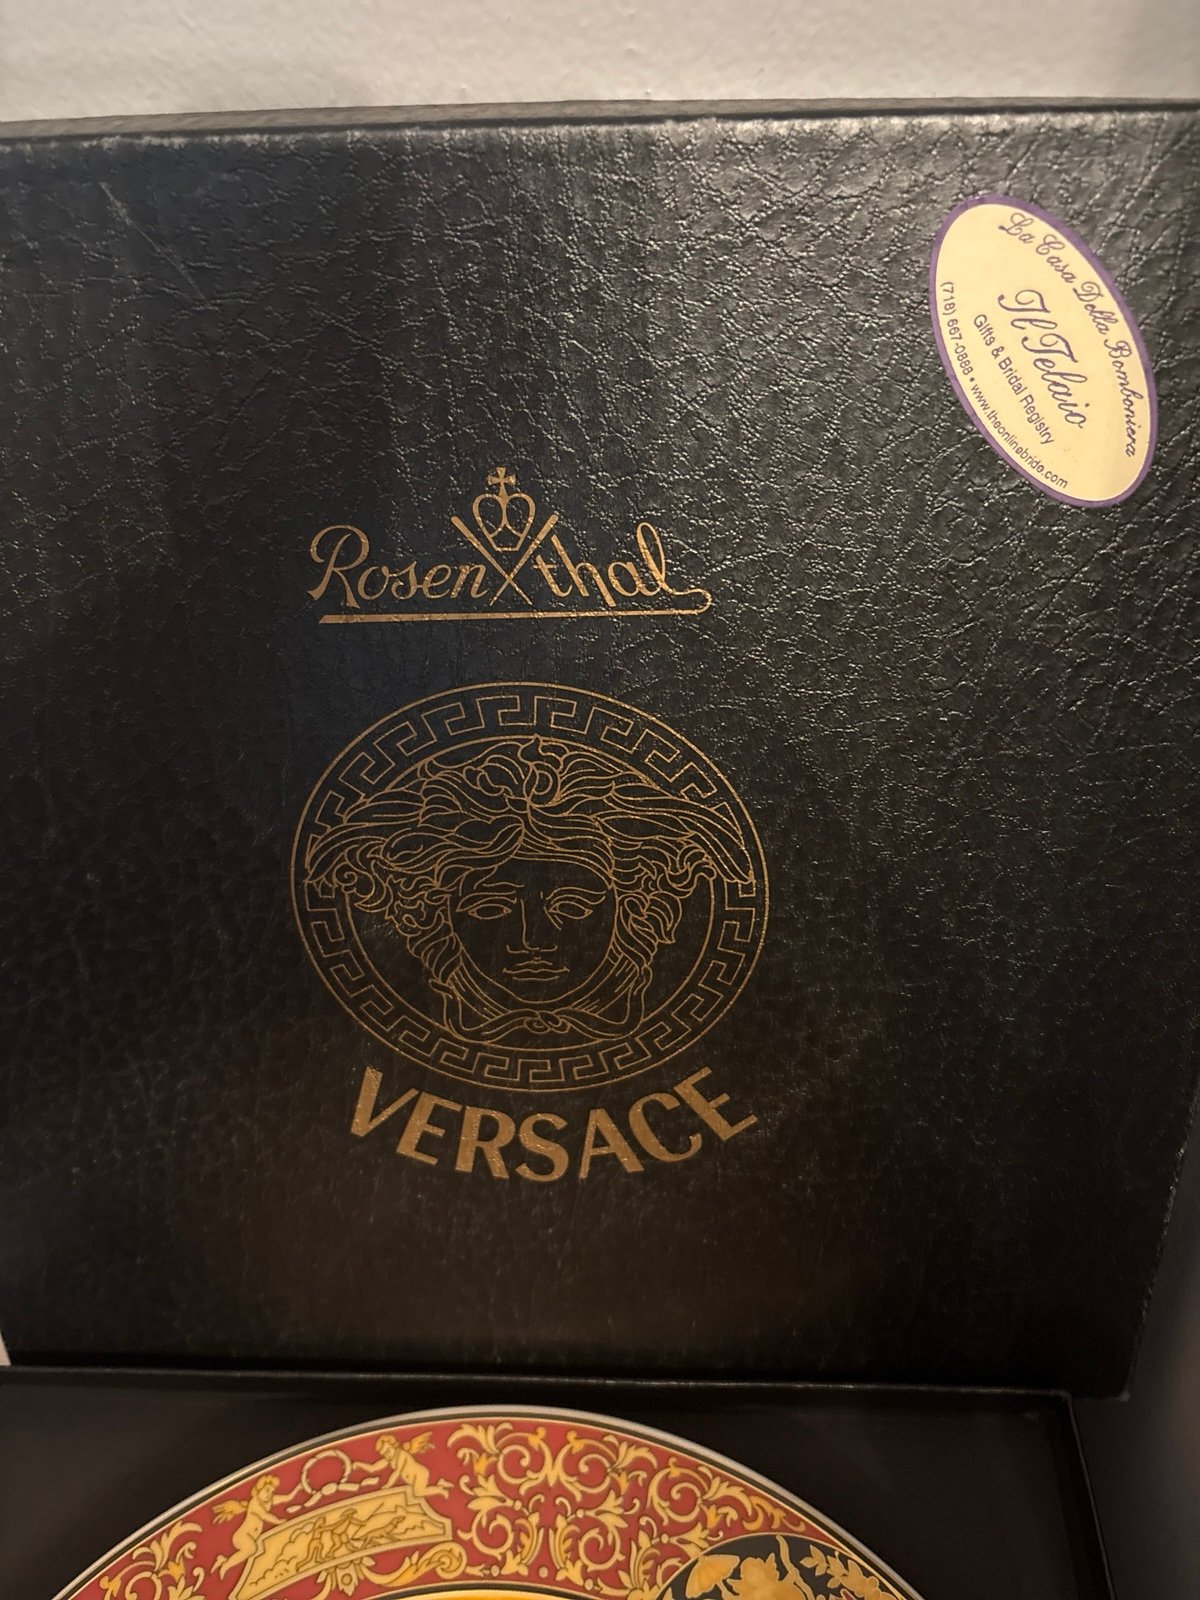 La Casa Della Bomboniera
Il Telaio
Gifts & Bridal Registry
(718) 667-0888 • www.theonlinebride.com
Rosenthal
VERSACE